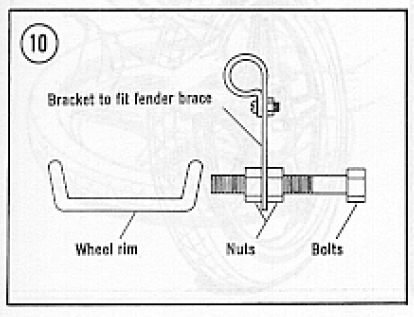 10
Bracket to fit fender brace
Wheel rim
Nuts
Bolts